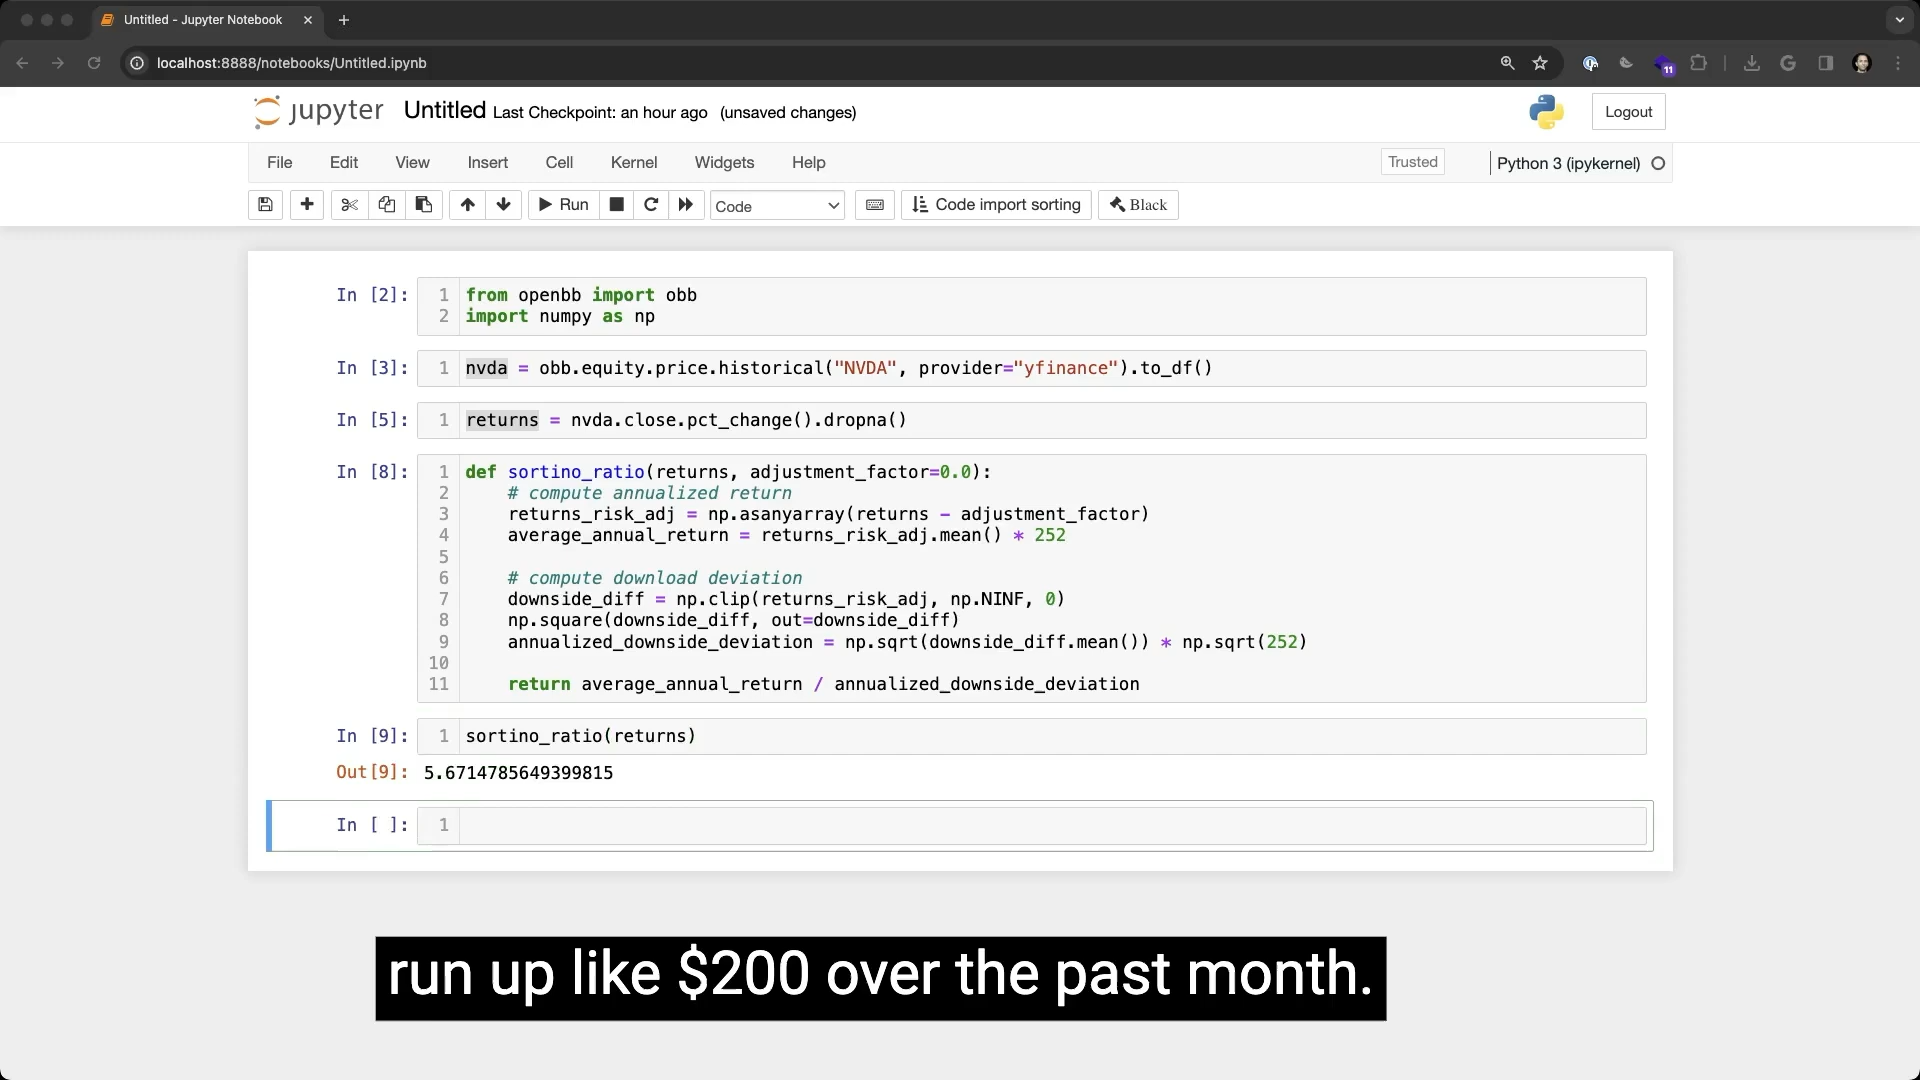 Untitled - Jupyter Notebook
localhost:8888/notebooks/Untitled.ipynb
11
jupyter Untitled Last Checkpoint: an hour ago (unsaved changes)
Logout
File Edit View Insert Cell Kernel Widgets Help
Trusted
Python 3 (ipykernel)
Run
Code
Code import sorting
Black
In [2]:
1 from openbb import obb
2 import numpy as np
In [3]:
1 nvda = obb.equity.price.historical("NVDA", provider="yfinance").to_df()
In [5]:
1 returns = nvda.close.pct_change().dropna()
In [8]:
1 def sortino_ratio(returns, adjustment_factor=0.0):
2 # compute annualized return
3 returns_risk_adj = np.asanyarray(returns - adjustment_factor)
4 average_annual_return = returns_risk_adj.mean() * 252
5
6 # compute download deviation
7 downside_diff = np.clip(returns_risk_adj, np.NINF, 0)
8 np.square(downside_diff, out=downside_diff)
9 annualized_downside_deviation = np.sqrt(downside_diff.mean()) * np.sqrt(252)
10
11 return average_annual_return / annualized_downside_deviation
In [9]:
1 sortino_ratio(returns)
Out[9]: 5.6714785649399815
In [ ]:
1
run up like $200 over the past month.